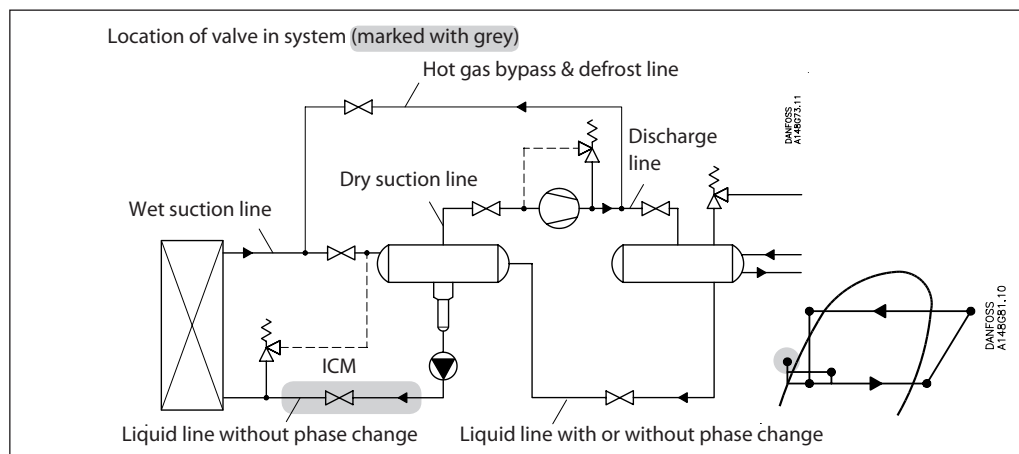 Location of valve in system (marked with grey)
Hot gas bypass & defrost line
DANFOSS
A148G73.11
Discharge
line
Dry suction line
Wet suction line
DANFOSS
A148G81.10
ICM
Liquid line without phase change
Liquid line with or without phase change